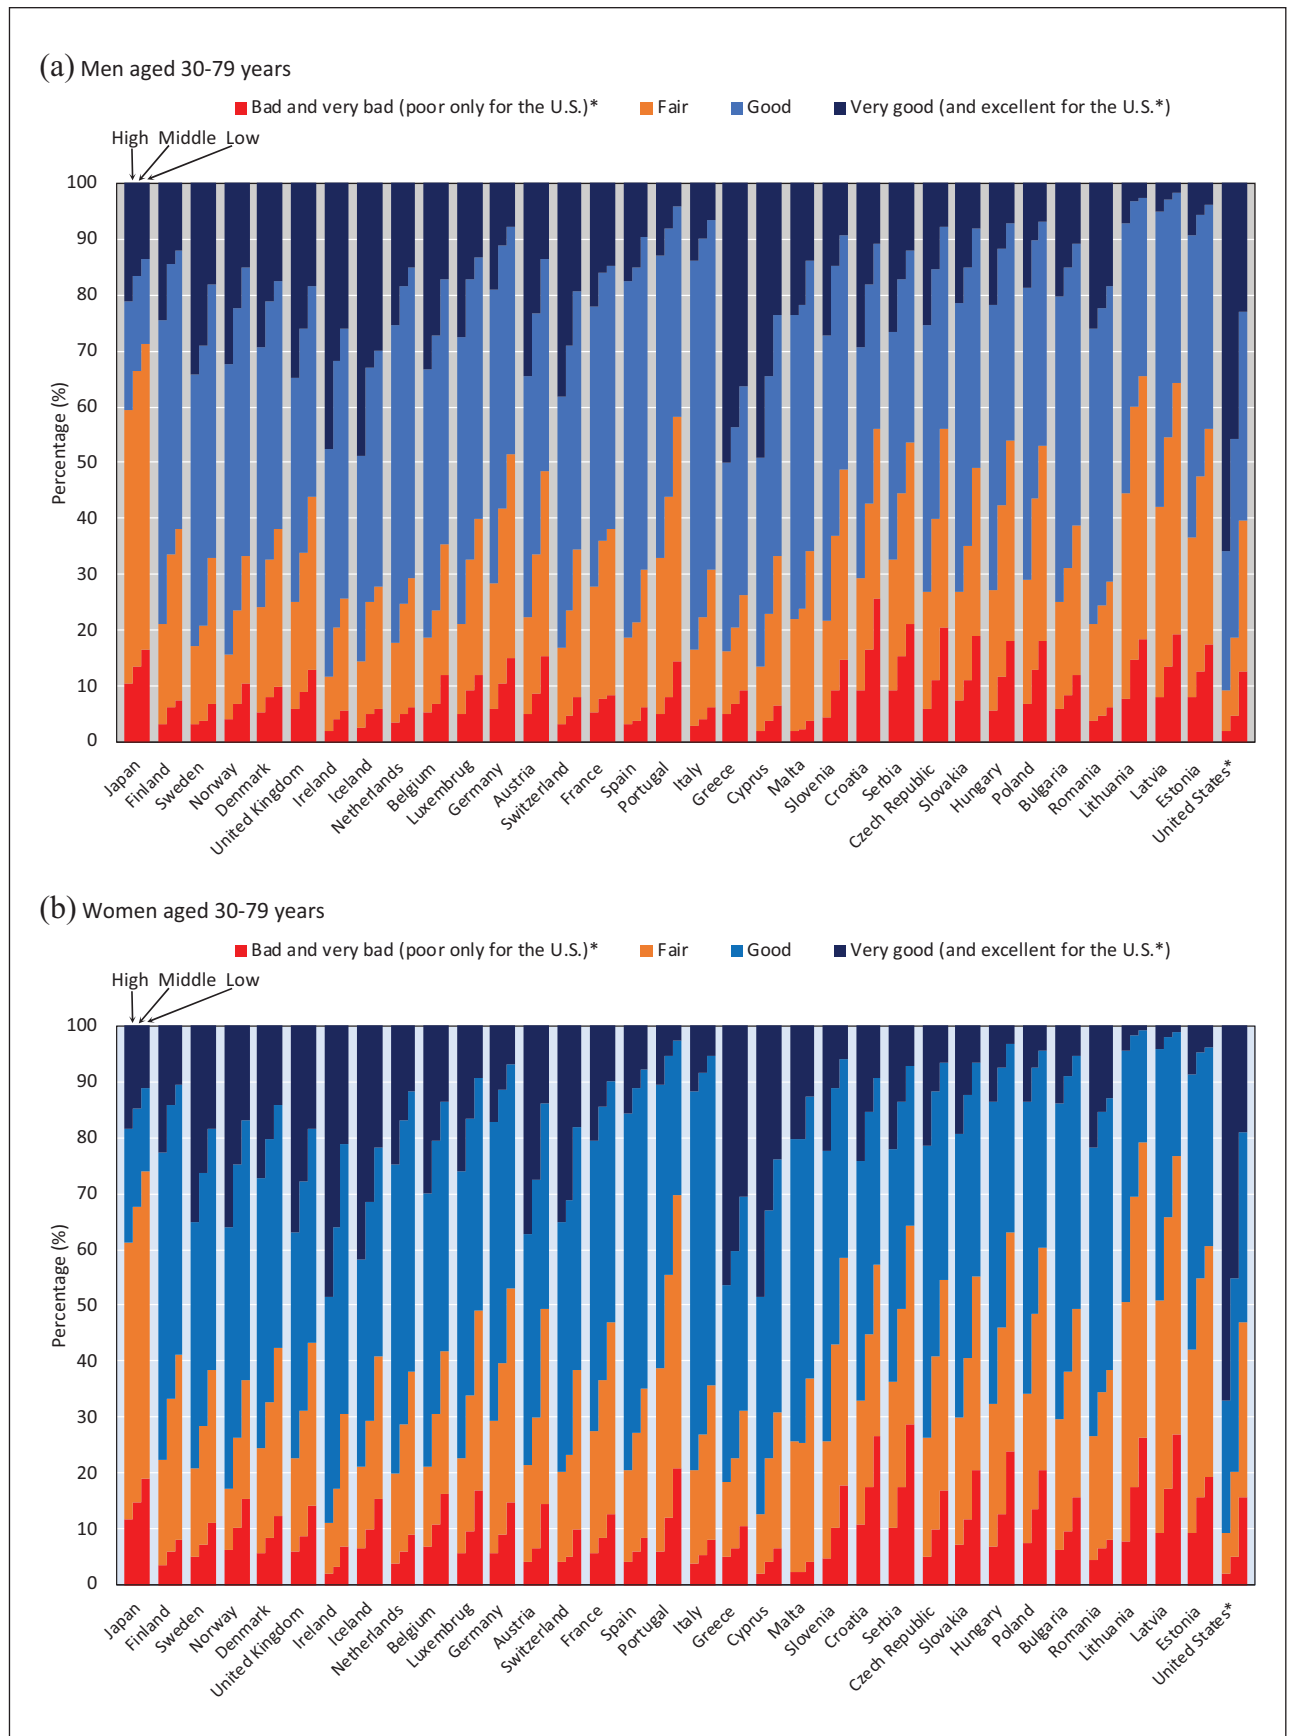 (a) Men aged 30-79 years
Bad and very bad (poor only for the U.S.)* Fair Good Very good (and excellent for the U.S.*)
High Middle Low
100
90
80
70
60
50
40
30
20
10
0
Percentage (%)
Japan
Finland
Sweden
Norway
Denmark
United Kingdom
Ireland
Iceland
Netherlands
Belgium
Luxembrug
Germany
Austria
Switzerland
France
Spain
Portugal
Italy
Greece
Cyprus
Malta
Slovenia
Croatia
Serbia
Czech Republic
Slovakia
Hungary
Poland
Bulgaria
Romania
Lithuania
Latvia
Estonia
United States*
(b) Women aged 30-79 years
Bad and very bad (poor only for the U.S.)* Fair Good Very good (and excellent for the U.S.*)
High Middle Low
100
90
80
70
60
50
40
30
20
10
0
Percentage (%)
Japan
Finland
Sweden
Norway
Denmark
United Kingdom
Ireland
Iceland
Netherlands
Belgium
Luxembrug
Germany
Austria
Switzerland
France
Spain
Portugal
Italy
Greece
Cyprus
Malta
Slovenia
Croatia
Serbia
Czech Republic
Slovakia
Hungary
Poland
Bulgaria
Romania
Lithuania
Latvia
Estonia
United States*